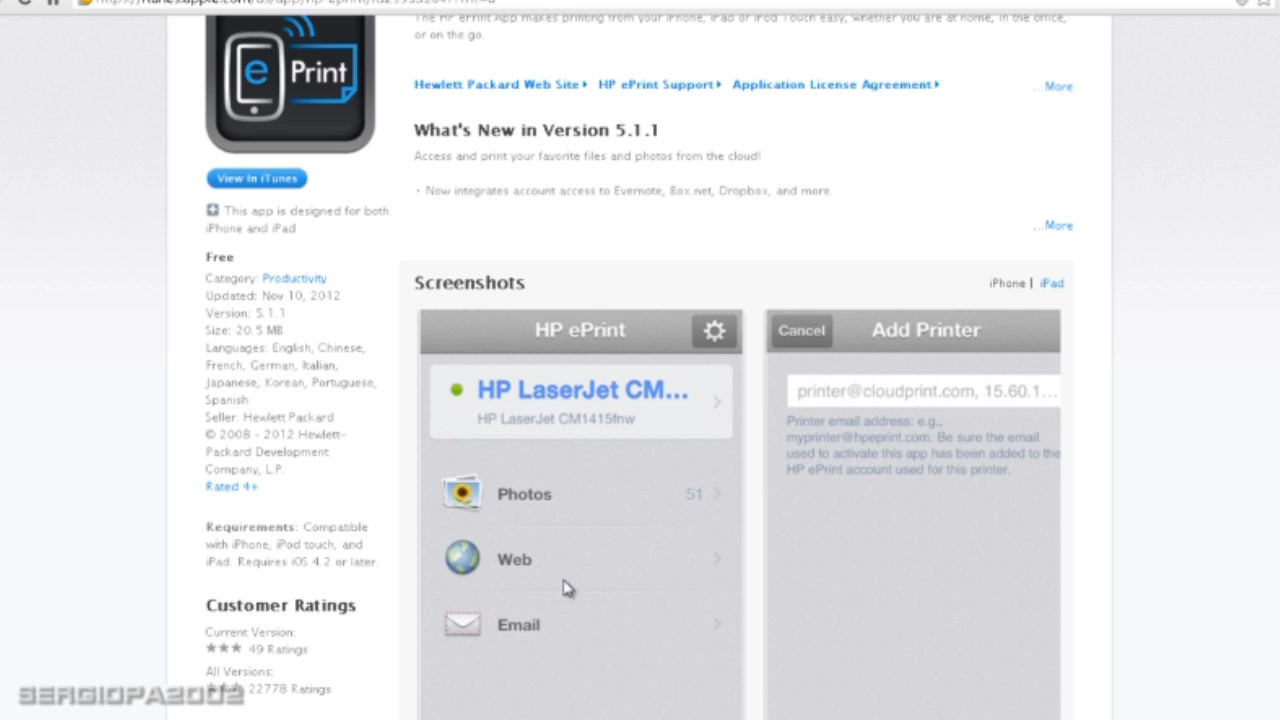 The HP ePrint App makes printing from your iPhone, iPad or iPod Touch easy, whether you are at home, in the office,
or on the go.
e Print
Hewlett Packard Web Site HP ePrint Support Application License Agreement
...More
What's New in Version 5.1.1
Access and print your favorite files and photos from the cloud!
• Now integrates account access to Evernote, Box.net, Dropbox, and more.
...More
View In iTunes
This app is designed for both
iPhone and iPad
Free
Category: Productivity
Updated: Nov 10, 2012
Version: 5.1.1
Size: 20.5 MB
Languages: English, Chinese,
French, German, Italian,
Japanese, Korean, Portuguese,
Spanish
Seller: Hewlett Packard
© 2008 - 2012 Hewlett-
Packard Development
Company, L.P.
Rated 4+
Requirements: Compatible
with iPhone, iPod touch, and
iPad. Requires iOS 4.2 or later.
Customer Ratings
Current Version:
49 Ratings
All Versions:
22778 Ratings
Screenshots
iPhone | iPad
HP ePrint
HP LaserJet CM...
HP LaserJet CM1415fnw
Photos 51
Web
Email
Cancel Add Printer
printer@cloudprint.com, 15.60.1...
Printer email address: e.g.,
myprinter@hpeprint.com. Be sure the email
used to activate this app has been added to the
HP ePrint account used for this printer.
SERGIOPA2002